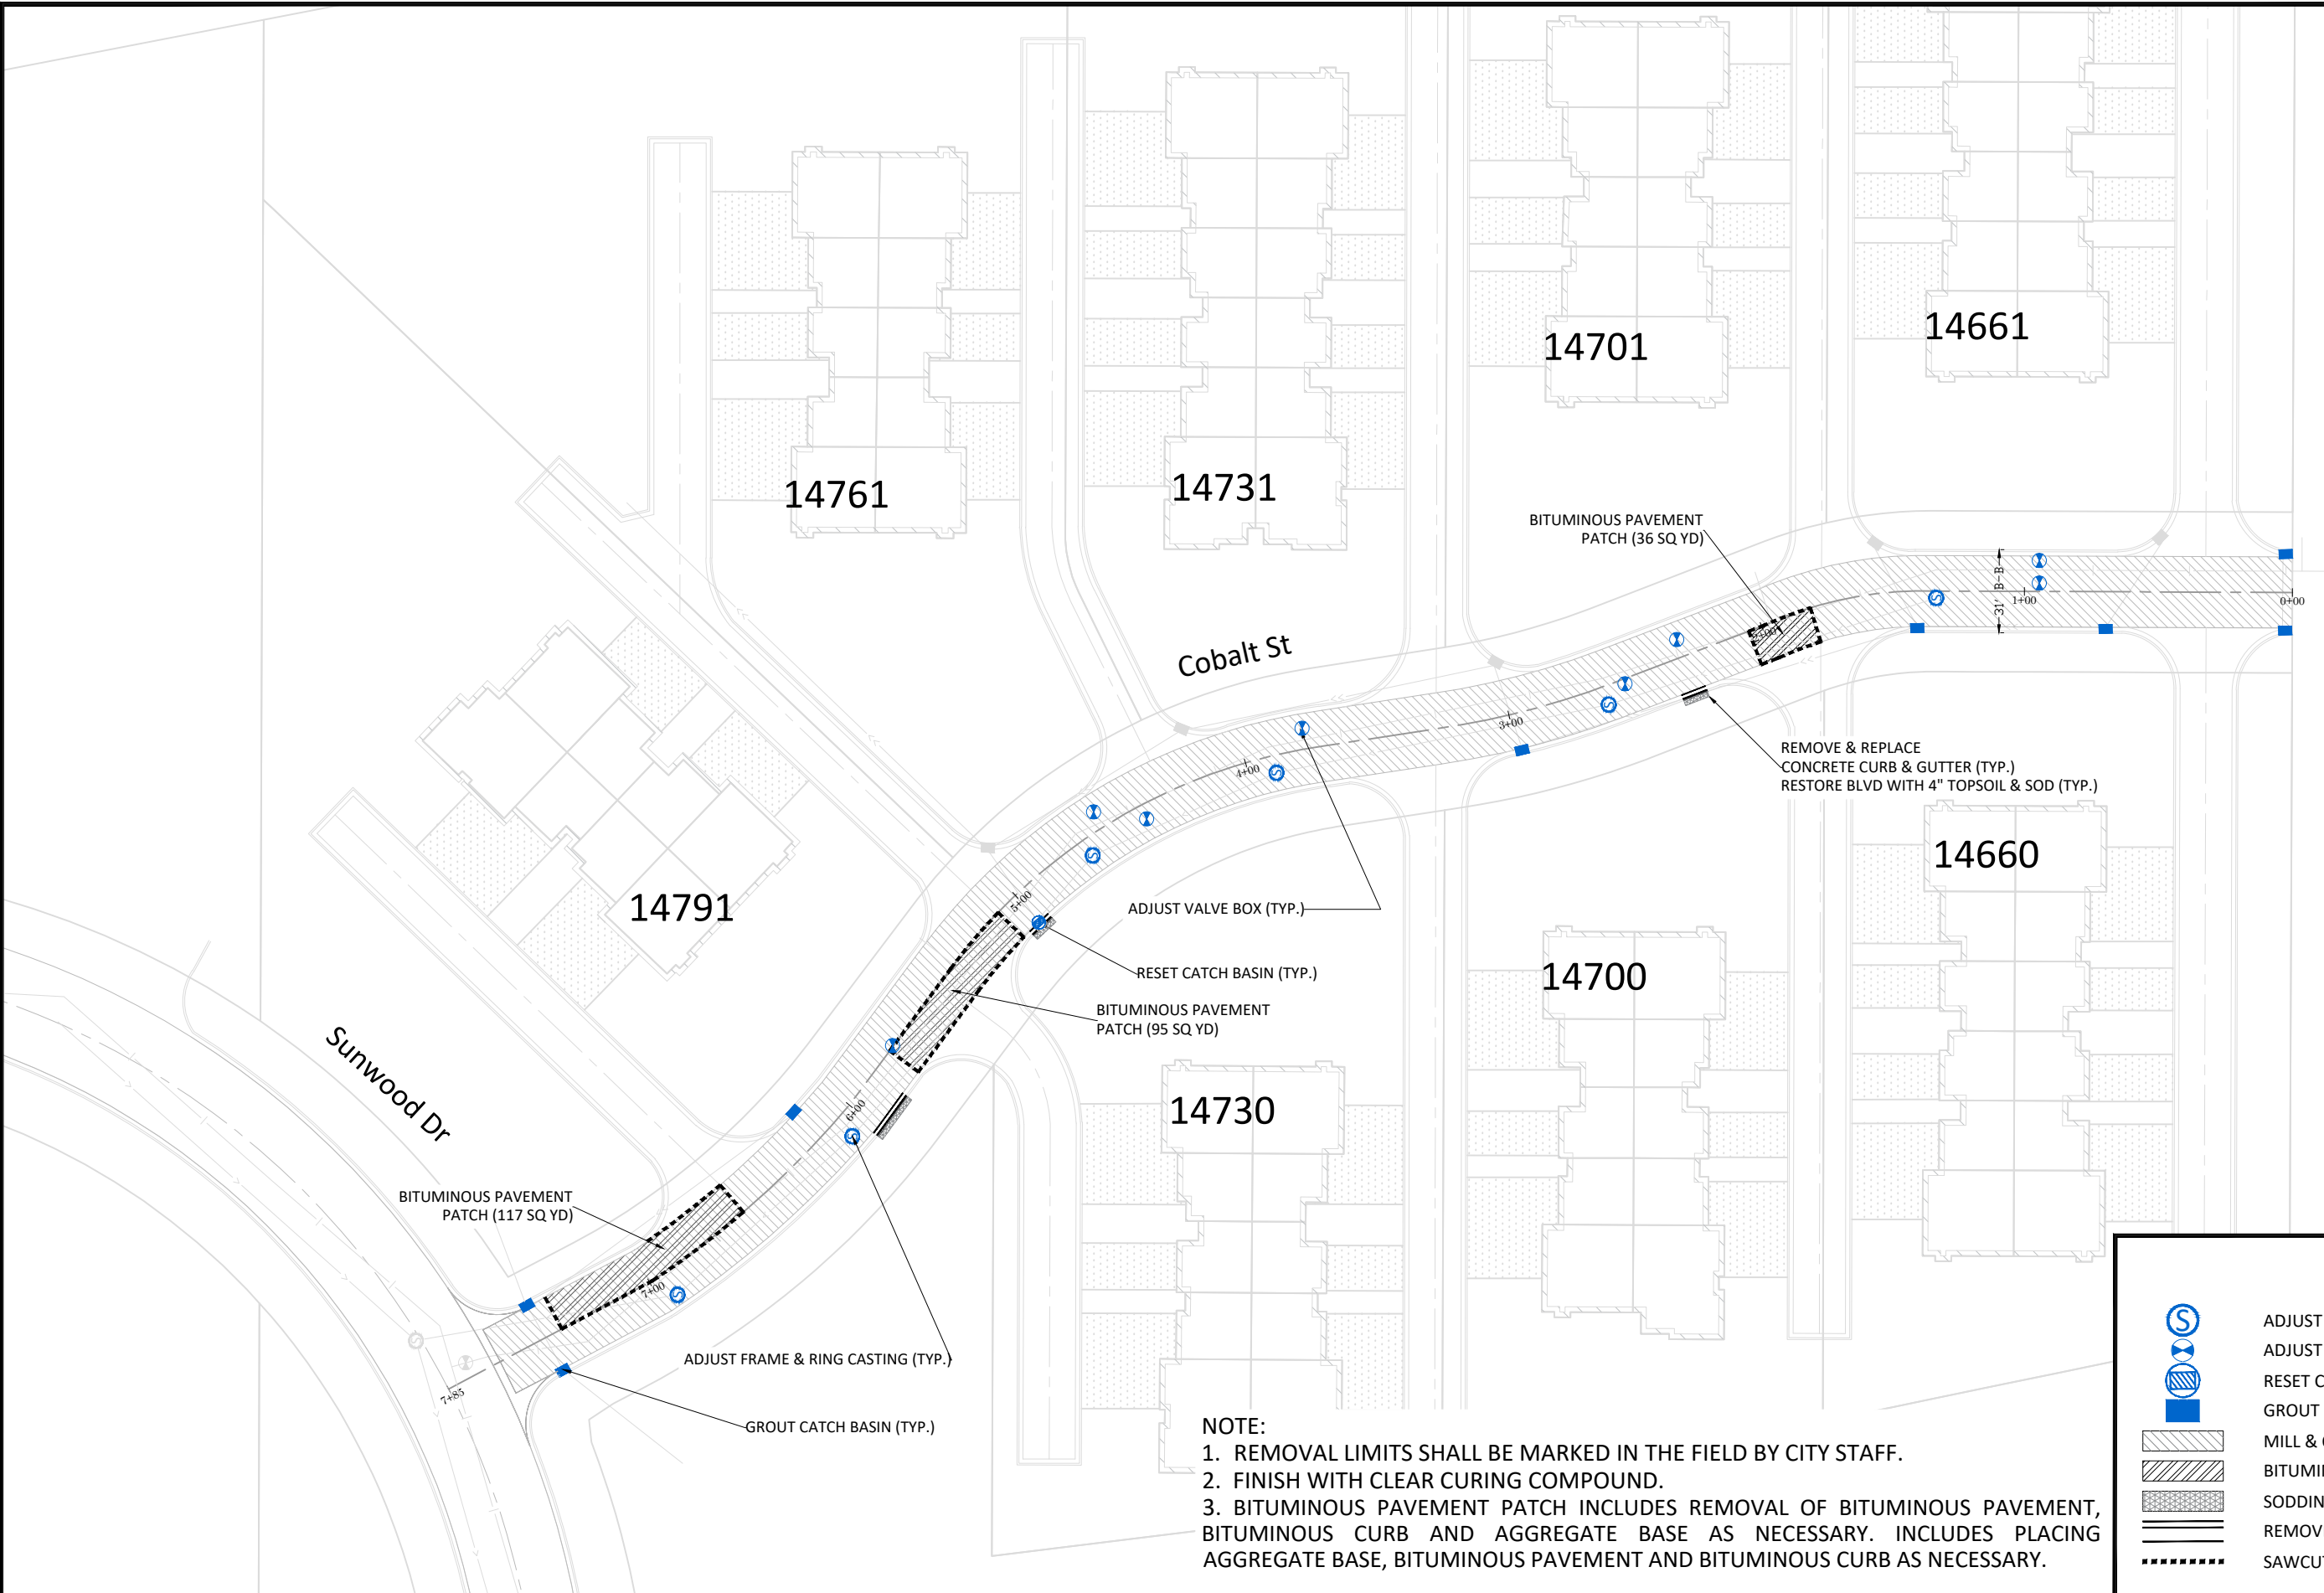 14661
14701
14731
14761
BITUMINOUS PAVEMENT
PATCH (36 SQ YD)
31' B-B
1+00
0+00
2+00
Cobalt St
3+00
REMOVE & REPLACE
CONCRETE CURB & GUTTER (TYP.)
RESTORE BLVD WITH 4" TOPSOIL & SOD (TYP.)
4+00
14660
14791
5+00
ADJUST VALVE BOX (TYP.)
RESET CATCH BASIN (TYP.)
14700
BITUMINOUS PAVEMENT
PATCH (95 SQ YD)
Sunwood Dr
6+00
14730
BITUMINOUS PAVEMENT
PATCH (117 SQ YD)
7+00
ADJUST FRAME & RING CASTING (TYP.)
7+85
GROUT CATCH BASIN (TYP.)
NOTE:
1. REMOVAL LIMITS SHALL BE MARKED IN THE FIELD BY CITY STAFF.
2. FINISH WITH CLEAR CURING COMPOUND.
3. BITUMINOUS PAVEMENT PATCH INCLUDES REMOVAL OF BITUMINOUS PAVEMENT,
BITUMINOUS CURB AND AGGREGATE BASE AS NECESSARY. INCLUDES PLACING
AGGREGATE BASE, BITUMINOUS PAVEMENT AND BITUMINOUS CURB AS NECESSARY.
S ADJUST
ADJUST
RESET C
GROUT
MILL &
BITUMI
SODDIN
REMOV
SAWCU